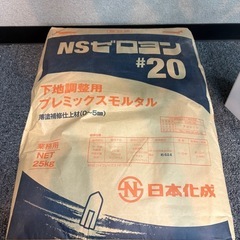 NSゼロヨン
#20
下地調整用
プレミックスモルタル
薄塗補修仕上材(0〜5㎜)
業務用
NET
25kg
日本化成